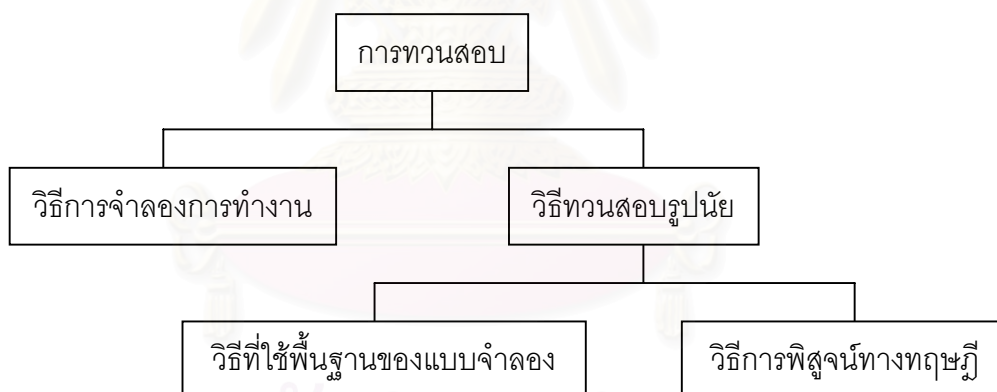 การทวนสอบ
วิธีการจำลองการทำงาน
วิธีทวนสอบรูปนัย
วิธีที่ใช้พื้นฐานของแบบจำลอง
วิธีการพิสูจน์ทางทฤษฎี